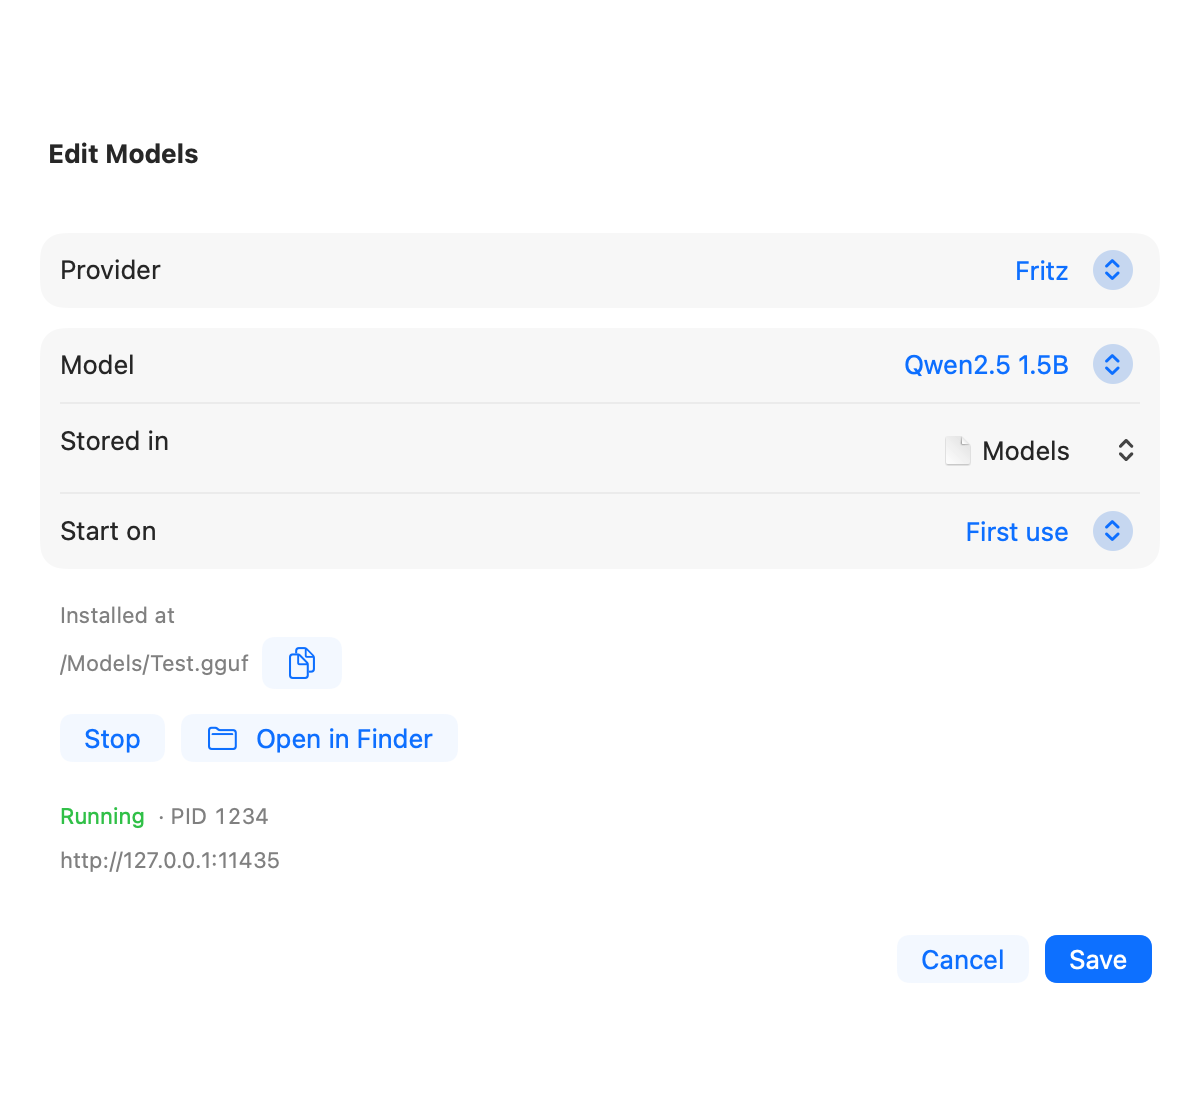 Edit Models
Provider Fritz
Model Qwen2.5 1.5B
Stored in Models
Start on First use
Installed at
/Models/Test.gguf
Stop Open in Finder
Running · PID 1234
http://127.0.0.1:11435
Cancel Save